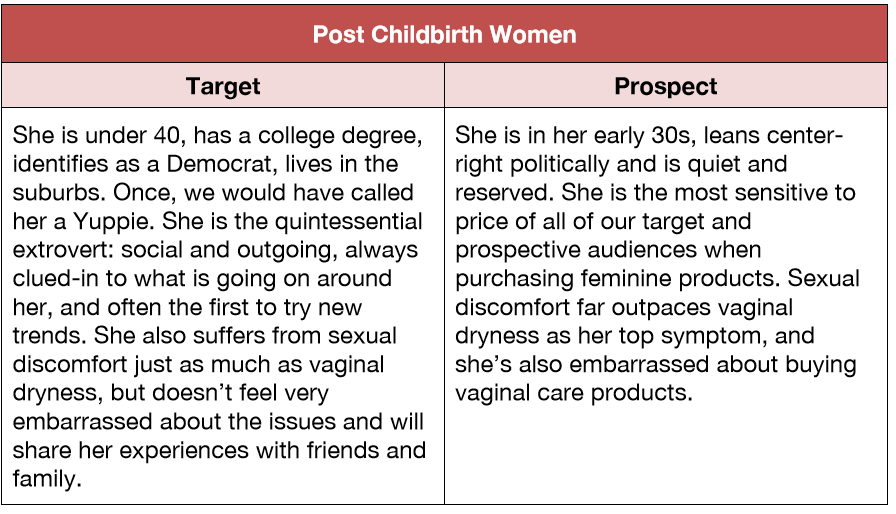 Post Childbirth Women
Target
Prospect
She is under 40, has a college degree,
identifies as a Democrat, lives in the
suburbs. Once, we would have called
her a Yuppie. She is the quintessential
extrovert: social and outgoing, always
clued-in to what is going on around
her, and often the first to try new
trends. She also suffers from sexual
discomfort just as much as vaginal
dryness, but doesn’t feel very
embarrassed about the issues and will
share her experiences with friends and
family.
She is in her early 30s, leans center-
right politically and is quiet and
reserved. She is the most sensitive to
price of all of our target and
prospective audiences when
purchasing feminine products. Sexual
discomfort far outpaces vaginal
dryness as her top symptom, and
she’s also embarrassed about buying
vaginal care products.